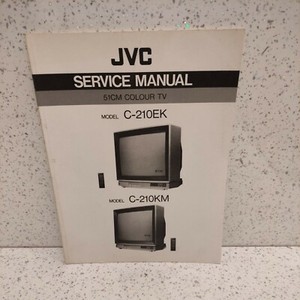 JVC
SERVICE MANUAL
51CM COLOUR TV
MODEL C-210EK
MODEL C-210KM